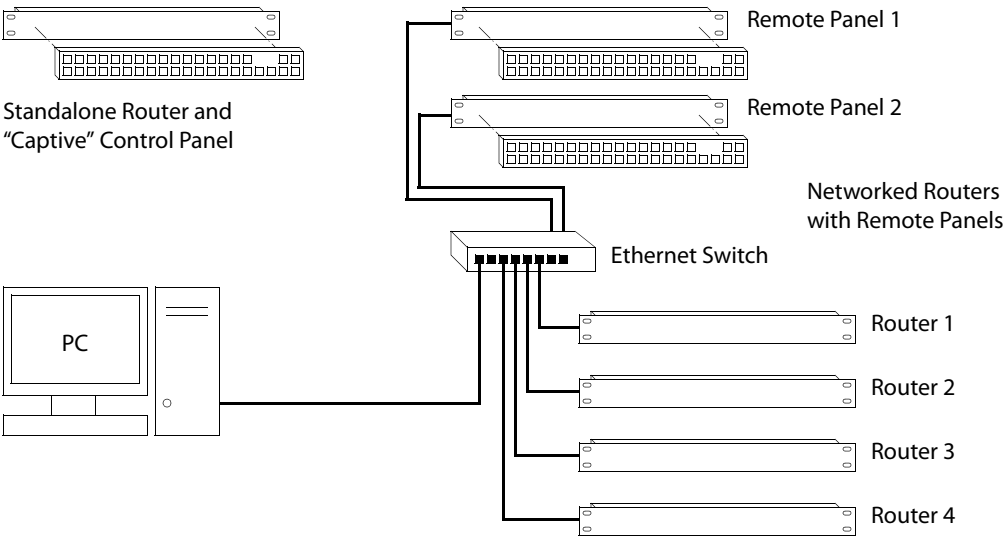 Standalone Router and
“Captive” Control Panel
Remote Panel 1
Remote Panel 2
Networked Routers
with Remote Panels
Ethernet Switch
PC
Router 1
Router 2
Router 3
Router 4